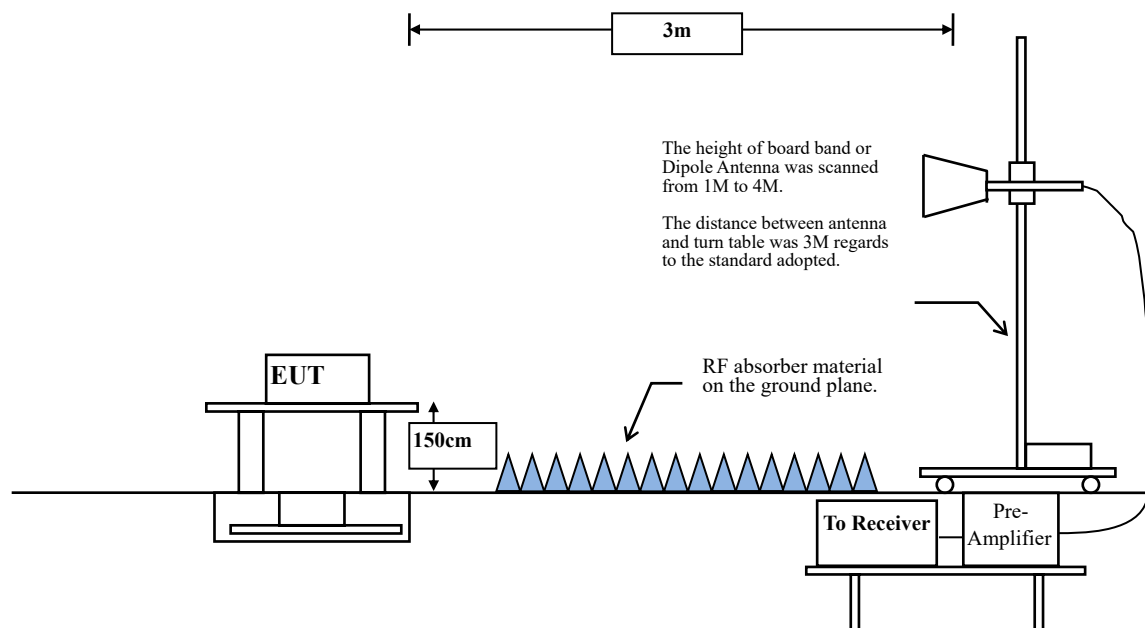 3m
The height of board band or
Dipole Antenna was scanned
from 1M to 4M.
The distance between antenna
and turn table was 3M regards
to the standard adopted.
RF absorber material
on the ground plane.
EUT
150cm
To Receiver
Pre-
Amplifier